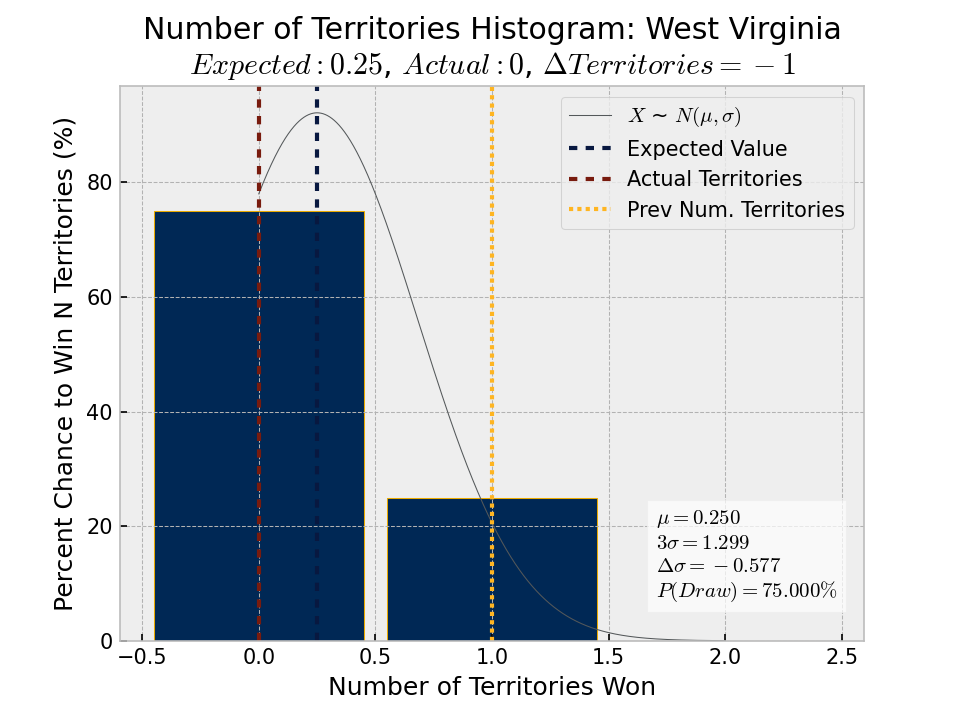 Number of Territories Histogram: West Virginia
Expected : 0.25, Actual : 0, ΔTerritories = −1
Percent Chance to Win N Territories (%)
80
60
40
20
0
X ~ N(μ, σ)
Expected Value
Actual Territories
Prev Num. Territories
μ = 0.250
3σ = 1.299
Δσ = −0.577
P(Draw) = 75.000%
−0.5 0.0 0.5 1.0 1.5 2.0 2.5
Number of Territories Won